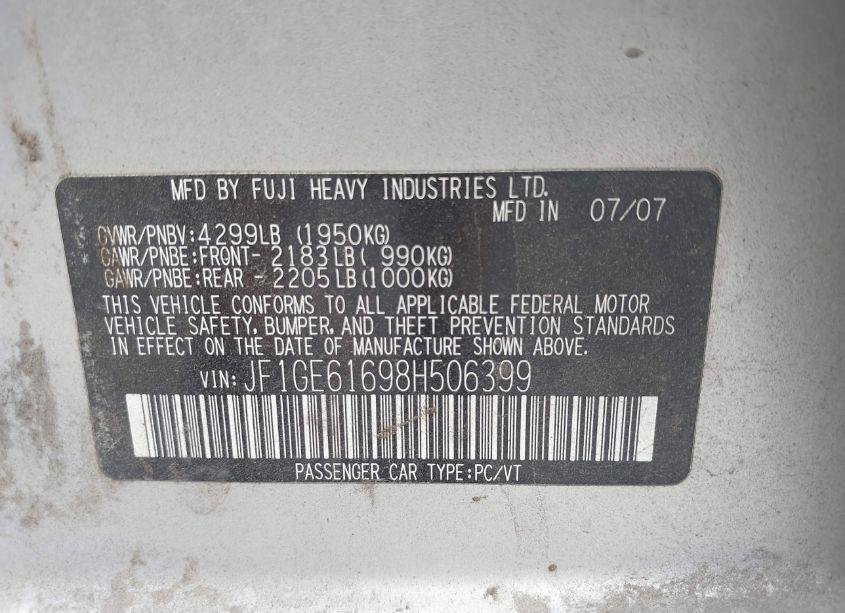 MFD BY FUJI HEAVY INDUSTRIES LTD.
MFD IN 07/07
GVWR/PNBV:4299LB (1950KG)
GAWR/PNBE:FRONT- 2183LB( 990KG)
GAWR/PNBE:REAR - 2205LB(1000KG)
THIS VEHICLE CONFORMS TO ALL APPLICABLE FEDERAL MOTOR
VEHICLE SAFETY, BUMPER, AND THEFT PREVENTION STANDARDS
IN EFFECT ON THE DATE OF MANUFACTURE SHOWN ABOVE.
VIN:JF1GE61698H506399
PASSENGER CAR TYPE:PC/VT